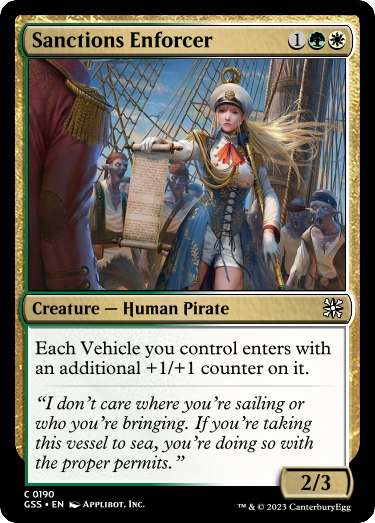 Sanctions Enforcer 1
Creature — Human Pirate
Each Vehicle you control enters with
an additional +1/+1 counter on it.
“I don’t care where you’re sailing or
who you’re bringing. If you’re taking
this vessel to sea, you’re doing so with
the proper permits.”
2/3
C 0190
GSS • EN Applibot, Inc.
™ & © 2023 CanterburyEgg